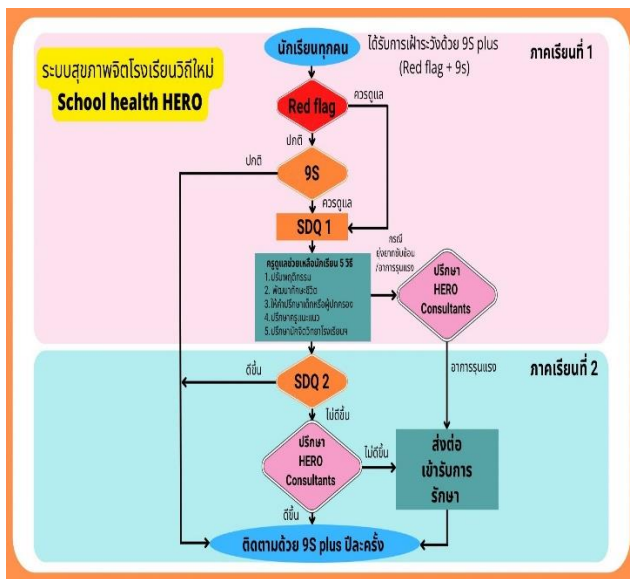 ระบบสุขภาพจิตโรงเรียนวิถีใหม่
School health HERO
นักเรียนทุกคน
ได้รับการเฝ้าระวังด้วย 9S plus
(Red flag + 9s)
ภาคเรียนที่ 1
Red flag
ควรดูแล
ปกติ
ปกติ
9S
ควรดูแล
SDQ 1
ครูดูแลช่วยเหลือนักเรียน 5 วิธี
1.ปรับพฤติกรรม
2. พัฒนาทักษะชีวิต
3.ให้คำปรึกษาเด็กหรือผู้ปกครอง
4.ปรึกษาครูแนะแนว
5.ปรึกษานักจิตวิทยาโรงเรียนฯ
กรณี
ยุ่งยากซับซ้อน
/อาการรุนแรง
ปรึกษา
HERO
Consultants
ภาคเรียนที่ 2
ดีขึ้น
SDQ 2
อาการรุนแรง
ไม่ดีขึ้น
ปรึกษา
HERO
Consultants
ไม่ดีขึ้น
ส่งต่อ
เข้ารับการ
รักษา
ดีขึ้น
ติดตามด้วย 9S plus ปีละครั้ง